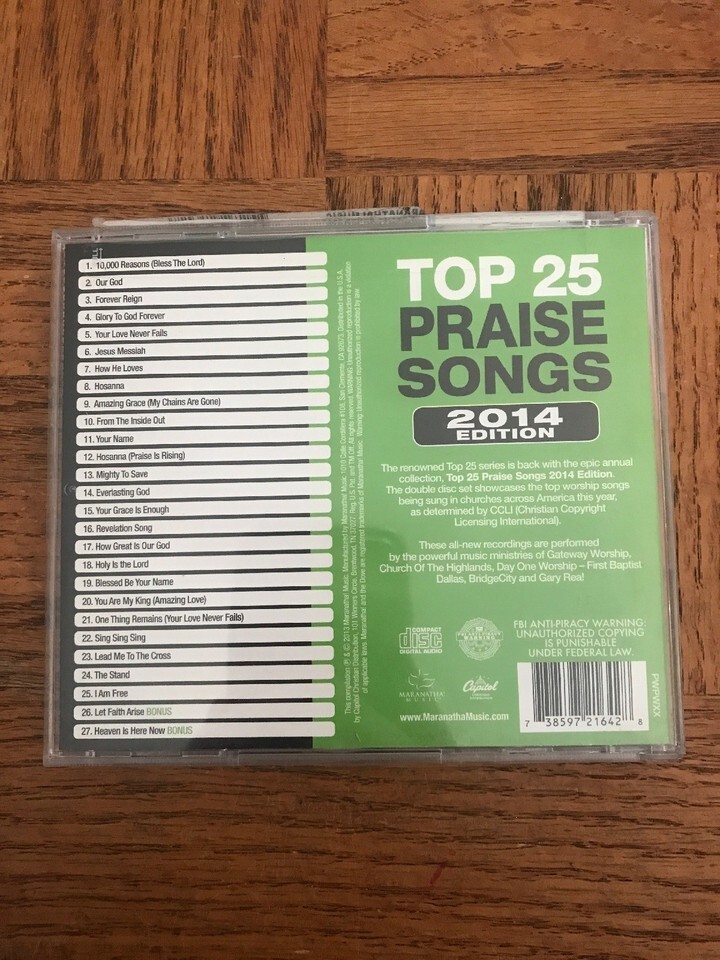 1. 10,000 Reasons (Bless The Lord)
2. Our God
3. Forever Reign
4. Glory To God Forever
5. Your Love Never Fails
6. Jesus Messiah
7. How He Loves
8. Hosanna
9. Amazing Grace (My Chains Are Gone)
10. From The Inside Out
11. Your Name
12. Hosanna (Praise Is Rising)
13. Mighty To Save
14. Everlasting God
15. Your Grace is Enough
16. Revelation Song
17. How Great Is Our God
18. Holy Is the Lord
19. Blessed Be Your Name
20. You Are My King (Amazing Love)
21. One Thing Remains (Your Love Never Fails)
22. Sing Sing Sing
23. Lead Me To The Cross
24. The Stand
25. I Am Free
26. Let Faith Arise BONUS
27. Heaven Is Here Now BONUS
TOP 25
PRAISE
SONGS
2014
EDITION
The renowned Top 25 series is back with the epic annual
collection, Top 25 Praise Songs 2014 Edition.
The double disc set showcases the top worship songs
being sung in churches across America this year,
as determined by CCLI (Christian Copyright
Licensing International).
These all-new recordings are performed
by the powerful music ministries of Gateway Worship,
Church Of The Highlands, Day One Worship – First Baptist
Dallas, BridgeCity and Gary Rea!
COMPACT
disc
DIGITAL AUDIO
FBI ANTI-PIRACY WARNING
UNAUTHORIZED COPYING
IS PUNISHABLE
UNDER FEDERAL LAW.
MARANATHA!
MUSIC
Capitol
www.MaranathaMusic.com
7 38597 21642 8
PWPWXX